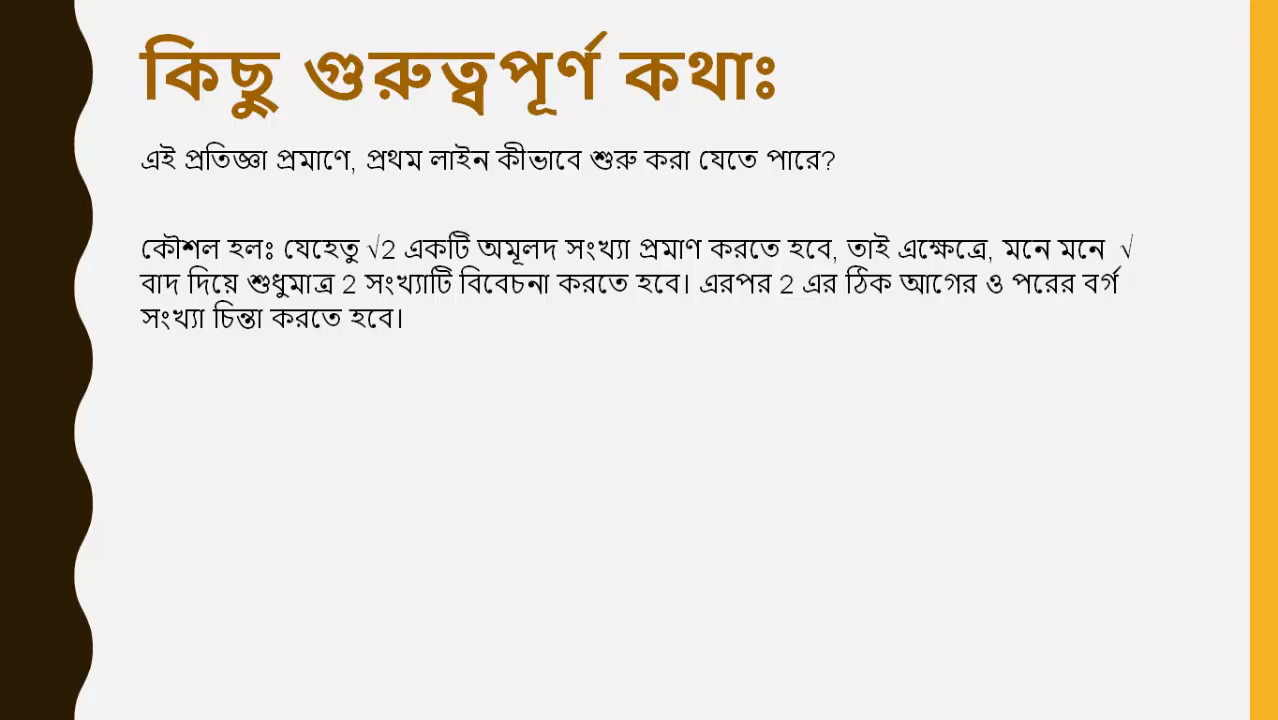 কিছু গুরুত্বপূর্ণ কথাঃ
এই প্রতিজ্ঞা প্রমাণে, প্রথম লাইন কীভাবে শুরু করা যেতে পারে?
কৌশল হলঃ যেহেতু √2 একটি অমূলদ সংখ্যা প্রমাণ করতে হবে, তাই এক্ষেত্রে, মনে মনে √
বাদ দিয়ে শুধুমাত্র 2 সংখ্যাটি বিবেচনা করতে হবে। এরপর 2 এর ঠিক আগের ও পরের বর্গ
সংখ্যা চিন্তা করতে হবে।